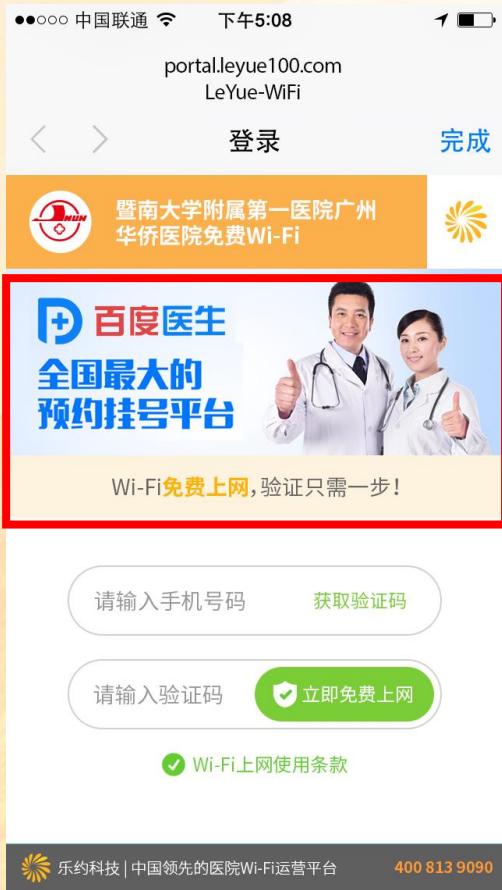 中国联通 下午5:08
portal.leyue100.com
LeYue-WiFi
登录 完成
暨南大学附属第一医院广州
华侨医院免费Wi-Fi
百度医生
全国最大的
预约挂号平台
Wi-Fi免费上网，验证只需一步！
请输入手机号码 获取验证码
请输入验证码 立即免费上网
Wi-Fi上网使用条款
乐约科技|中国领先的医院Wi-Fi运营平台 400 813 9090